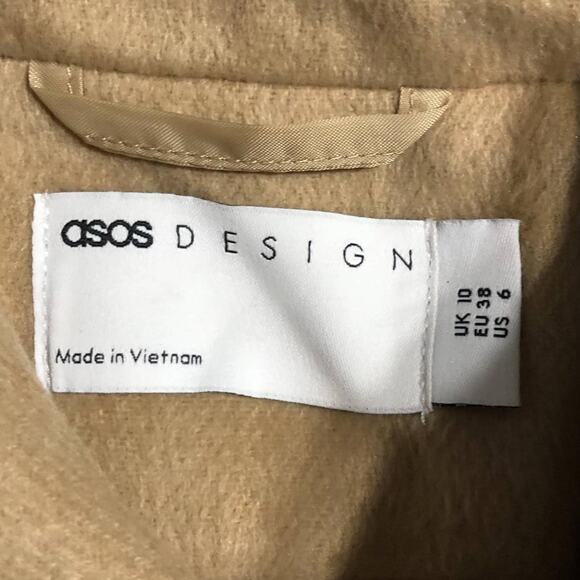 asos DESIGN
Made in Vietnam
UK 10
EU 38
US 6